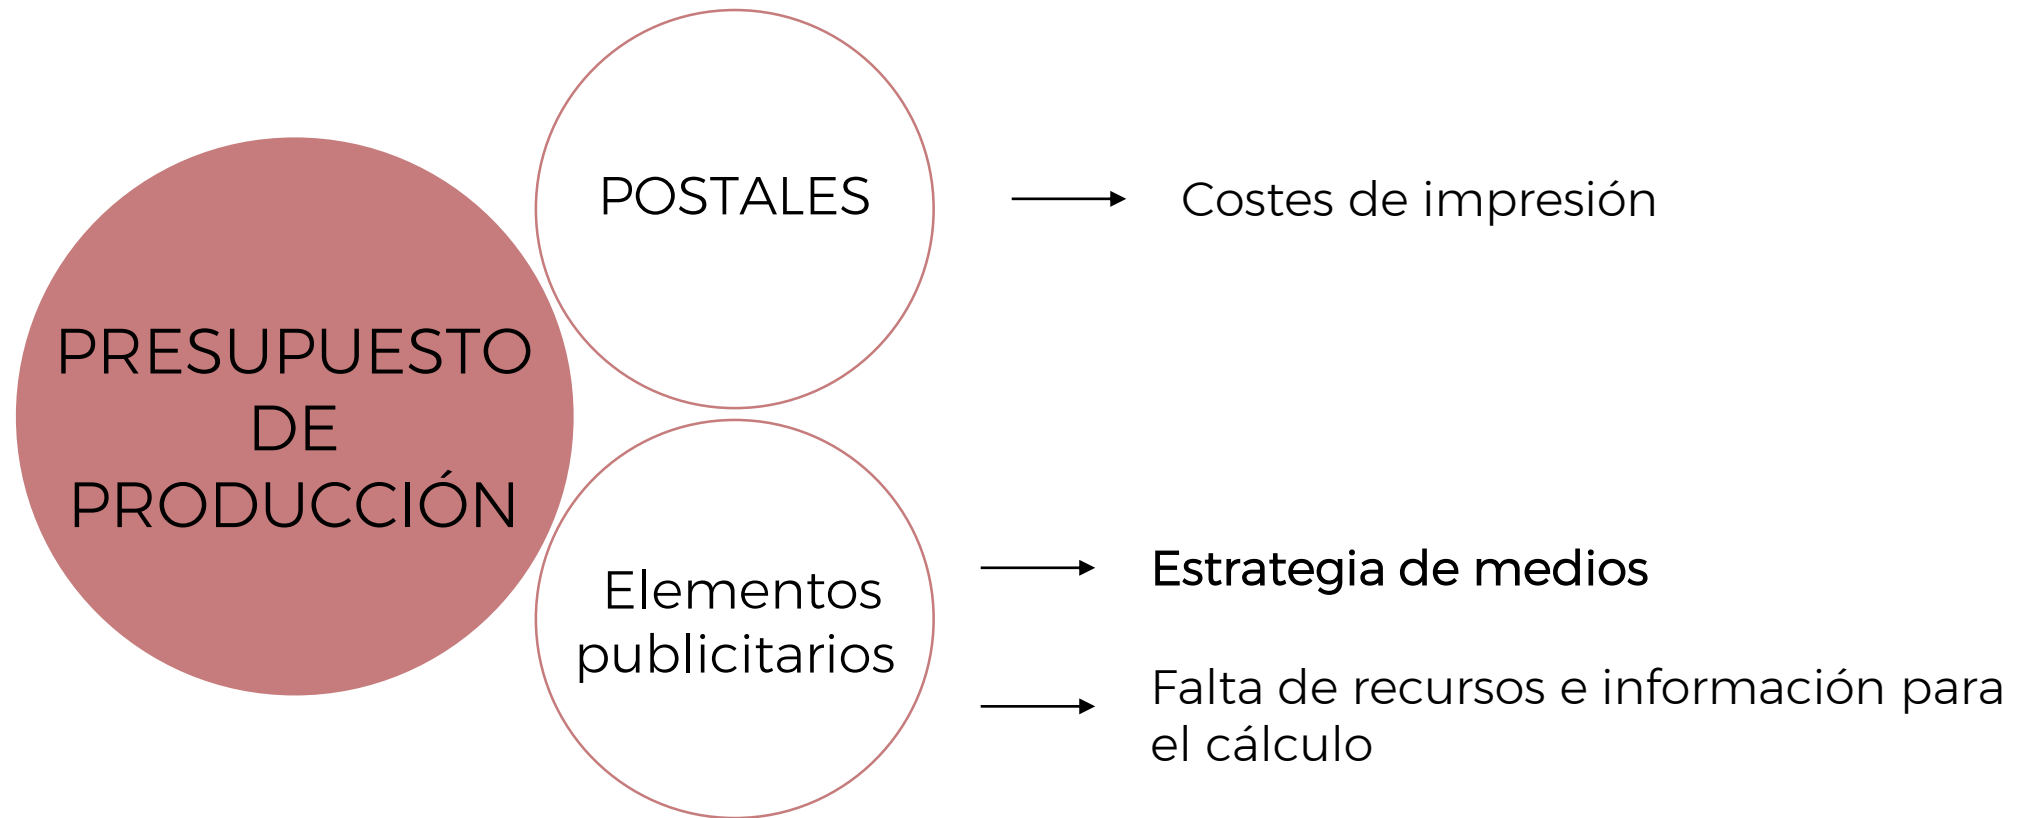 PRESUPUESTO
DE
PRODUCCIÓN
POSTALES
Costes de impresión
Elementos
publicitarios
Estrategia de medios
Falta de recursos e información para
el cálculo